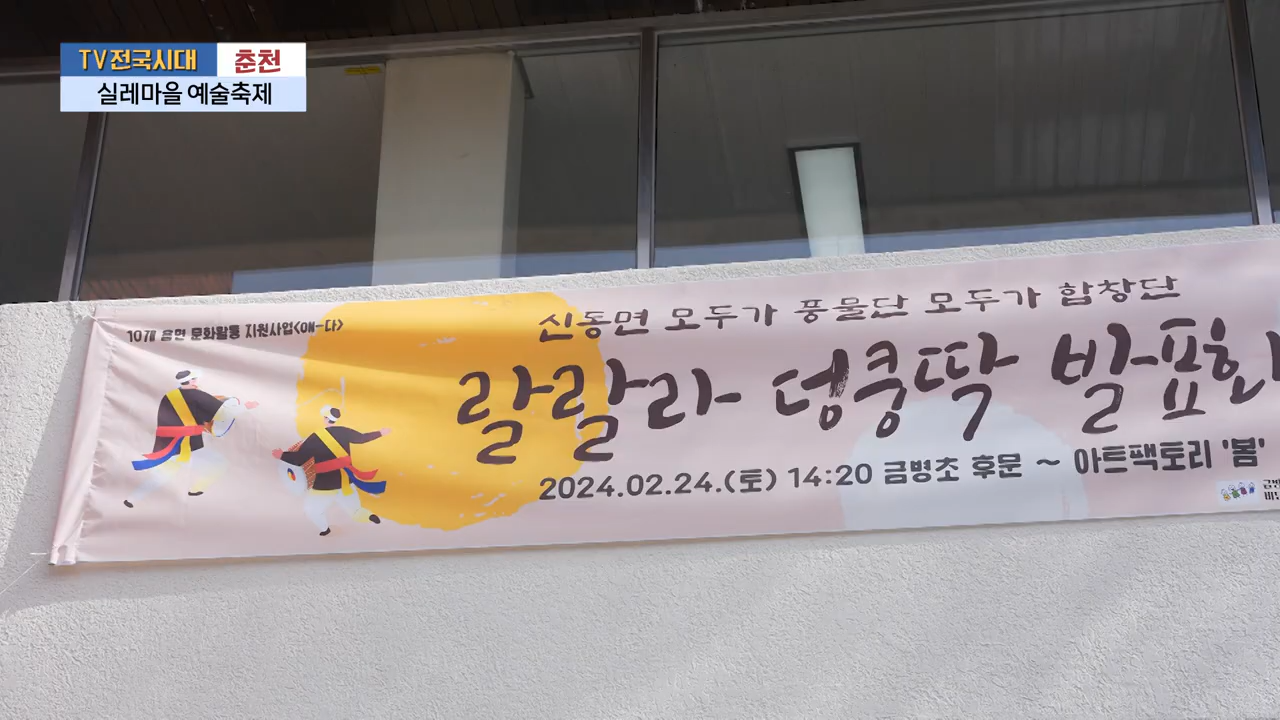 TV전국시대 춘천
실레마을 예술축제
10개 읍면 문화활동 지원사업<애-다>
신동면 모두가 풍물단 모두가 합창단
랄랄라 덩쿵딱 발표하
2024.02.24.(토) 14:20 금병초 후문 ~ 아트팩토리 '봄'